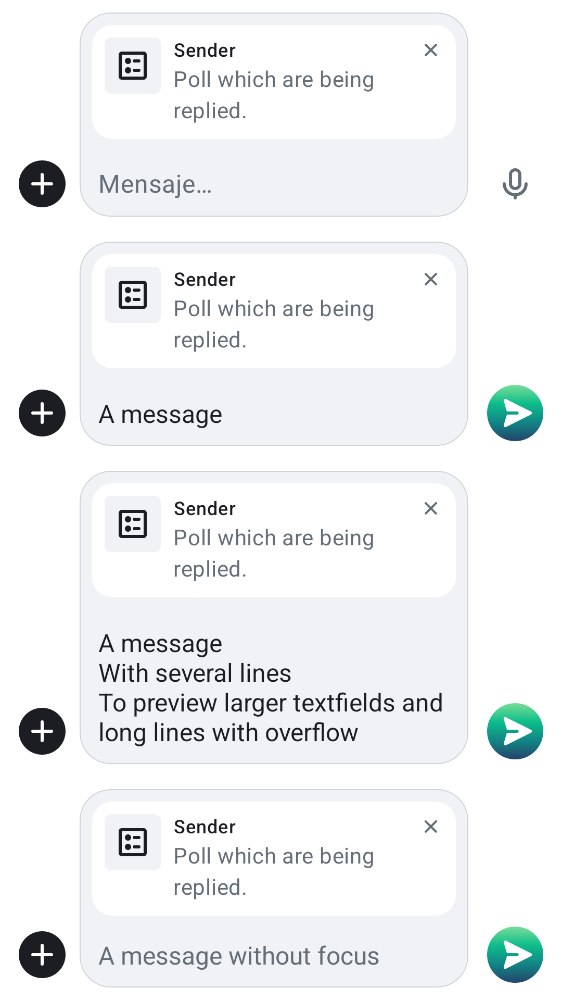 Sender
Poll which are being
replied.
Mensaje…
Sender
Poll which are being
replied.
A message
Sender
Poll which are being
replied.
A message
With several lines
To preview larger textfields and
long lines with overflow
Sender
Poll which are being
replied.
A message without focus